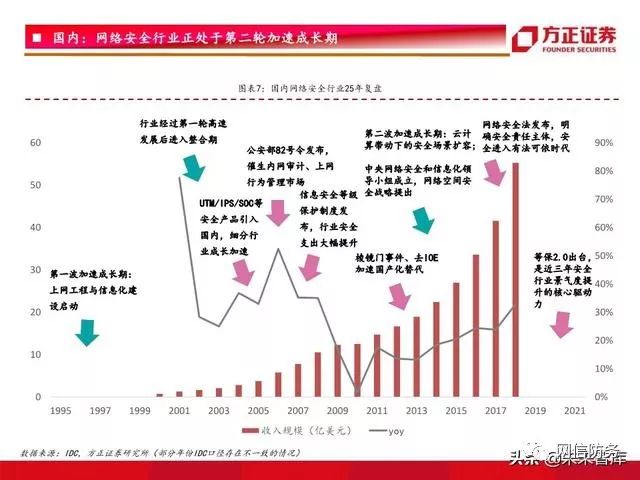 国内：网络安全行业正处于第二轮加速成长期
方正证券
FOUNDER SECURITIES
图表7：国内网络安全行业25年复盘
行业经过第一轮高速
发展后进入整合期
公安部82号令发布，
催生内网审计、上网
行为管理市场
第二波加速成长期：云计
算带动下的安全场景扩容；
中央网络安全和信息化领
导小组成立，网络空间安
全战略提出
网络安全法发布，明
确安全责任主体，安
全进入有法可依时代
UTM/IPS/SOC等
安全产品引入
国内，细分行
业成长加速
信息安全等级
保护制度发
布，行业安全
支出大幅提升
棱镜门事件、去IOE
加速国产化替代
第一波加速成长期：
上网工程与信息化建
设启动
等保2.0出台，
是近三年安全
行业景气度提
升的核心驱动
力
60
50
40
30
20
10
0
90%
80%
70%
60%
50%
40%
30%
20%
10%
0%
1995 1997 1999 2001 2003 2005 2007 2009 2011 2013 2015 2017 2019 2021
收入规模（亿美元） yoy
数据来源：IDC，方正证券研究所（部分年份IDC口径存在不一致的情况）
网信防务
头条@未来智库